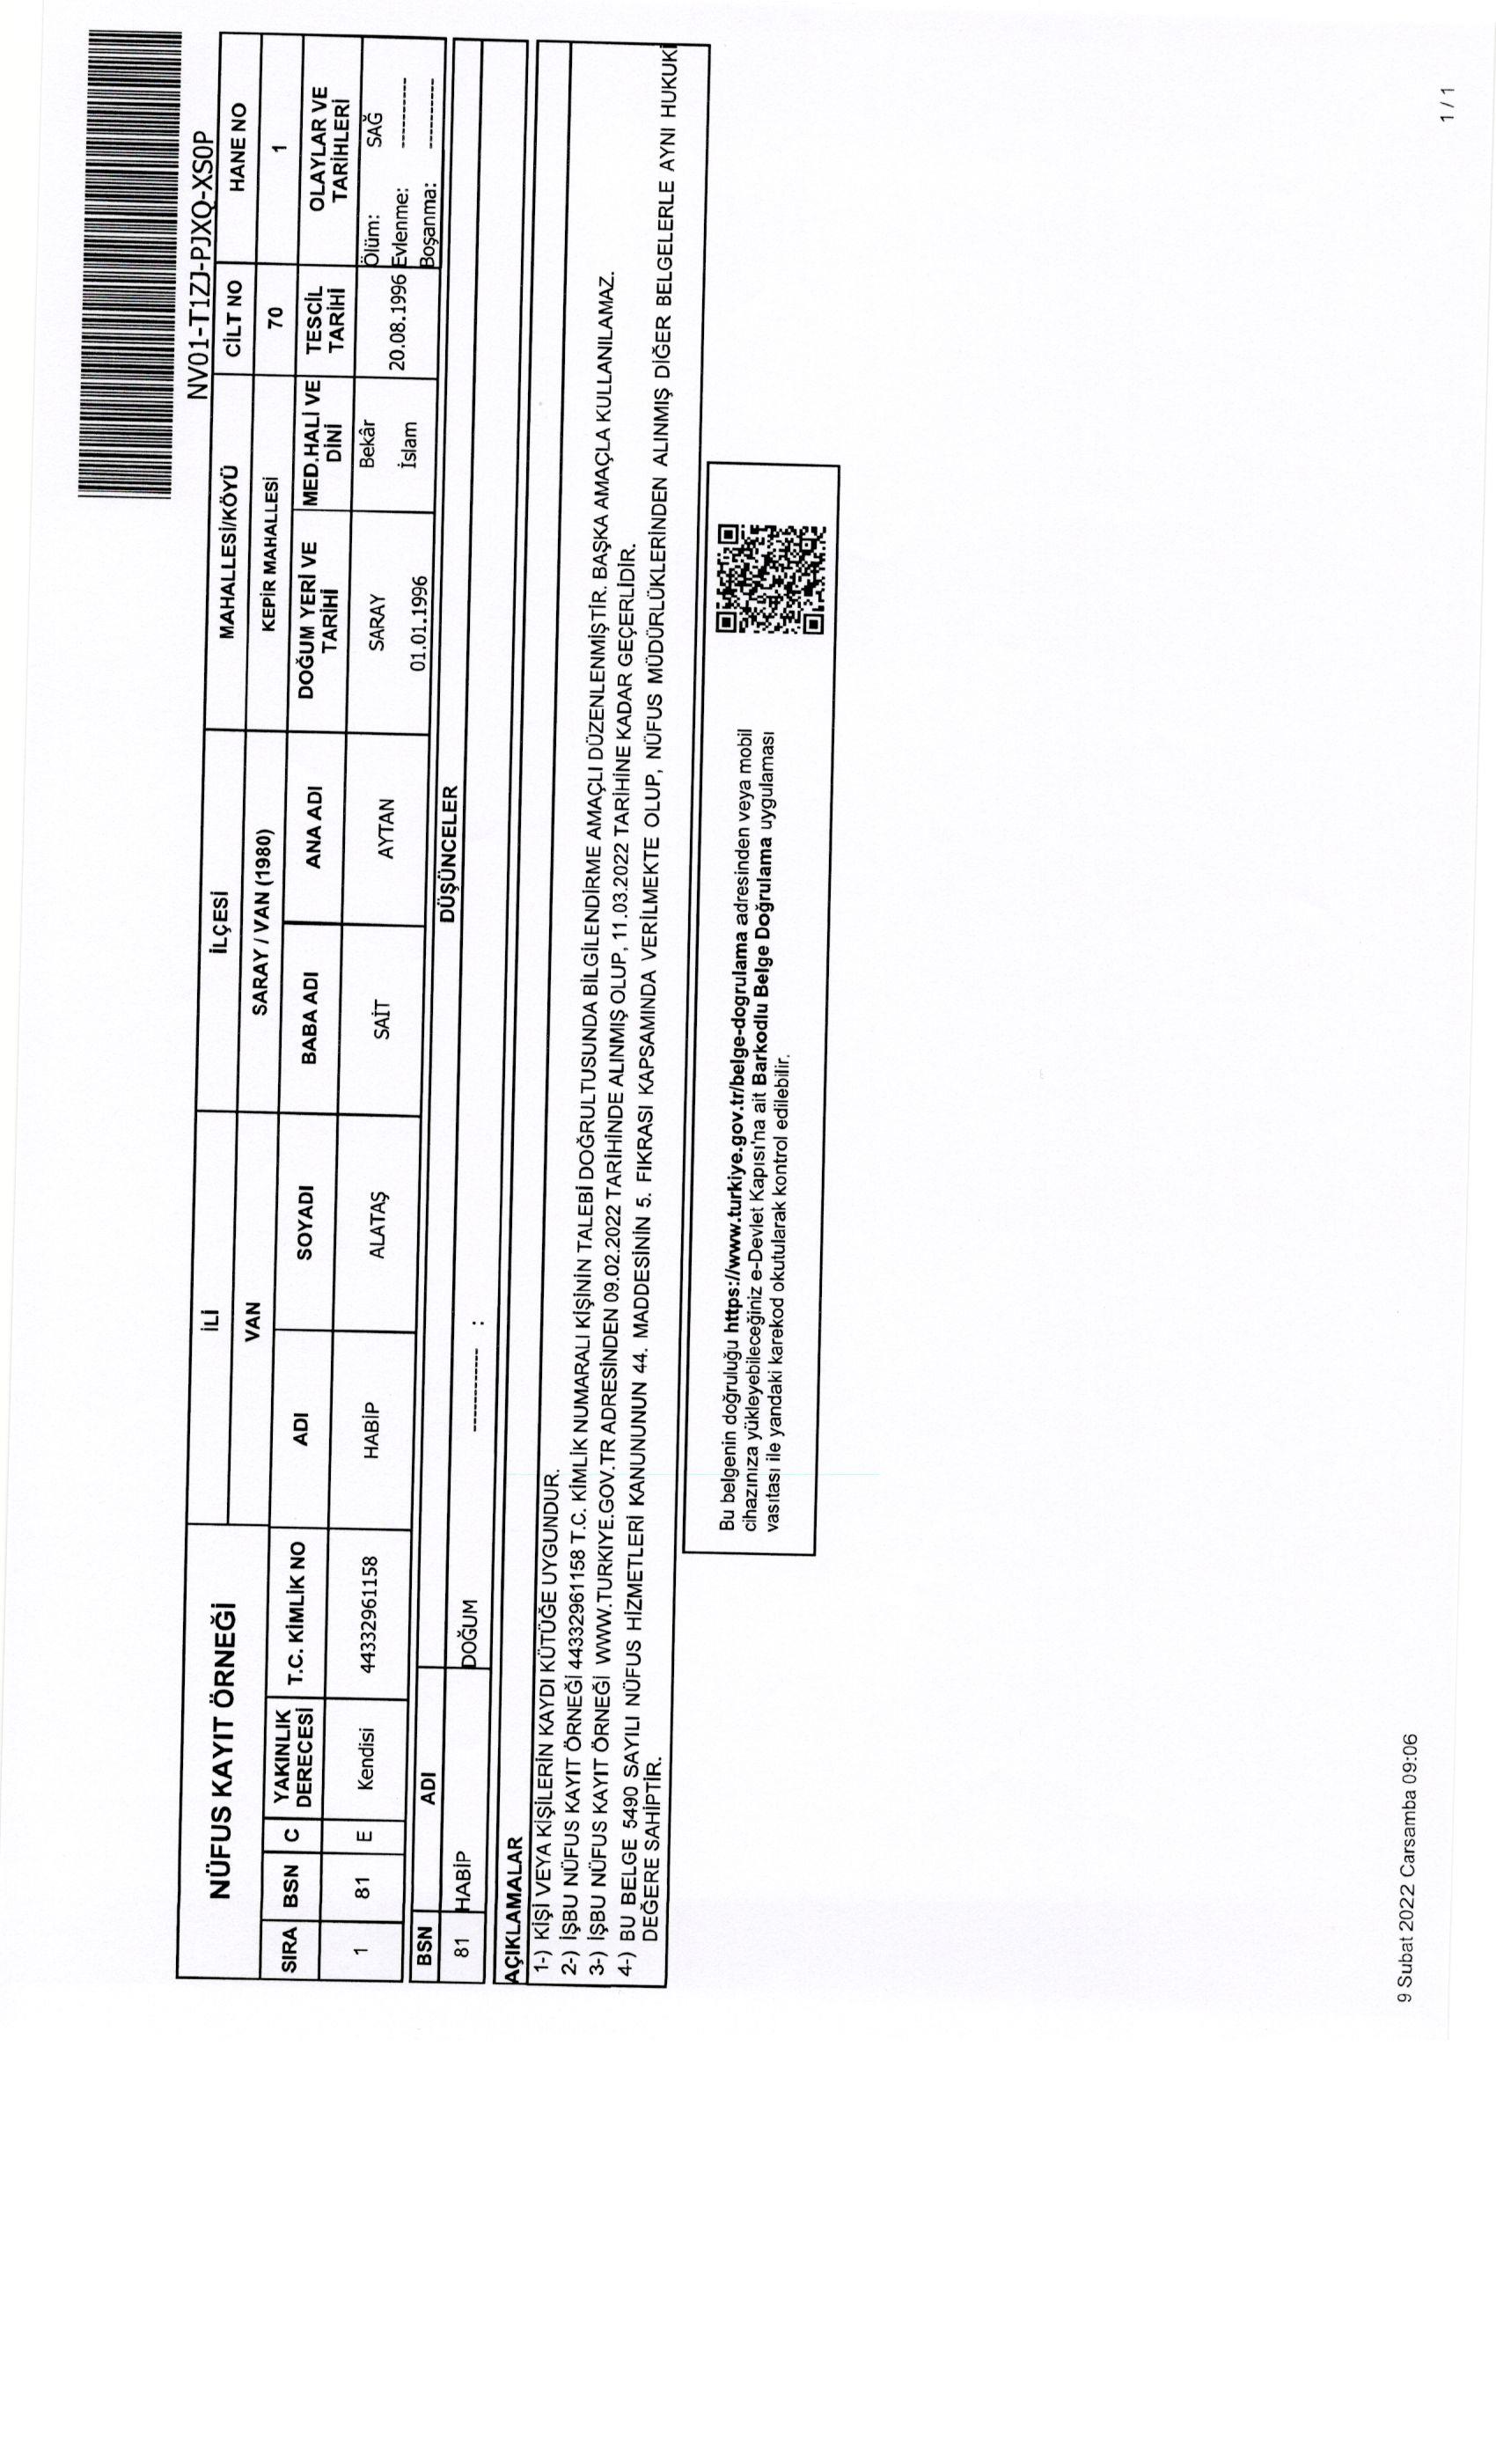 NV01-T1ZJ-PJXQ-XS0P
NÜFUS KAYIT ÖRNEĞİ
İLİ İLÇESİ MAHALLESİ/KÖYÜ CİLT NO HANE NO
VAN SARAY / VAN (1980) KEPİR MAHALLESİ 70 1
SIRA BSN C YAKINLIK DERECESİ T.C. KİMLİK NO ADI SOYADI BABA ADI ANA ADI DOĞUM YERİ VE TARİHİ MED.HALİ VE DİNİ TESCİL TARİHİ OLAYLAR VE TARİHLERİ
1 81 E Kendisi 44332961158 HABİP ALATAŞ SAİT AYTAN SARAY 01.01.1996 Bekâr İslam 20.08.1996
Ölüm: SAĞ
Evlenme: ----------
Boşanma: ----------
BSN ADI DÜŞÜNCELER
81 HABİP DOĞUM ----------- :
AÇIKLAMALAR
1-) KİŞİ VEYA KİŞİLERİN KAYDI KÜTÜĞE UYGUNDUR.
2-) İŞBU NÜFUS KAYIT ÖRNEĞİ 44332961158 T.C. KİMLİK NUMARALI KİŞİNİN TALEBİ DOĞRULTUSUNDA BİLGİLENDİRME AMAÇLI DÜZENLENMİŞTİR. BAŞKA AMAÇLA KULLANILAMAZ.
3-) İŞBU NÜFUS KAYIT ÖRNEĞİ WWW.TURKIYE.GOV.TR ADRESİNDEN 09.02.2022 TARİHİNDE ALINMIŞ OLUP, 11.03.2022 TARİHİNE KADAR GEÇERLİDİR.
4-) BU BELGE 5490 SAYILI NÜFUS HİZMETLERİ KANUNUNUN 44. MADDESİNİN 5. FIKRASI KAPSAMINDA VERİLMEKTE OLUP, NÜFUS MÜDÜRLÜKLERİNDEN ALINMIŞ DİĞER BELGELERLE AYNI HUKUKİ
DEĞERE SAHİPTİR.
Bu belgenin doğruluğu https://www.turkiye.gov.tr/belge-dogrulama adresinden veya mobil
cihazınıza yükleyebileceğiniz e-Devlet Kapısı'na ait Barkodlu Belge Doğrulama uygulaması
vasıtası ile yandaki karekod okutularak kontrol edilebilir.
9 Subat 2022 Carsamba 09:06
1 / 1